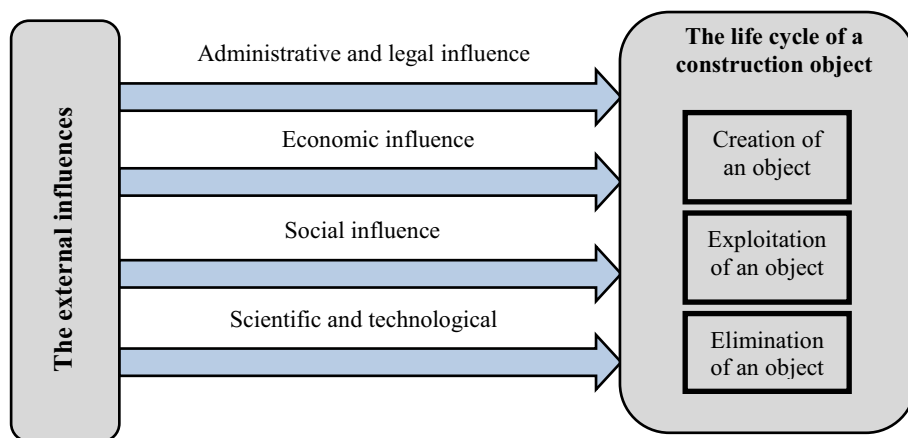 The external influences
Administrative and legal influence
Economic influence
Social influence
Scientific and technological
The life cycle of a
construction object
Creation of
an object
Exploitation
of an object
Elimination
of an object